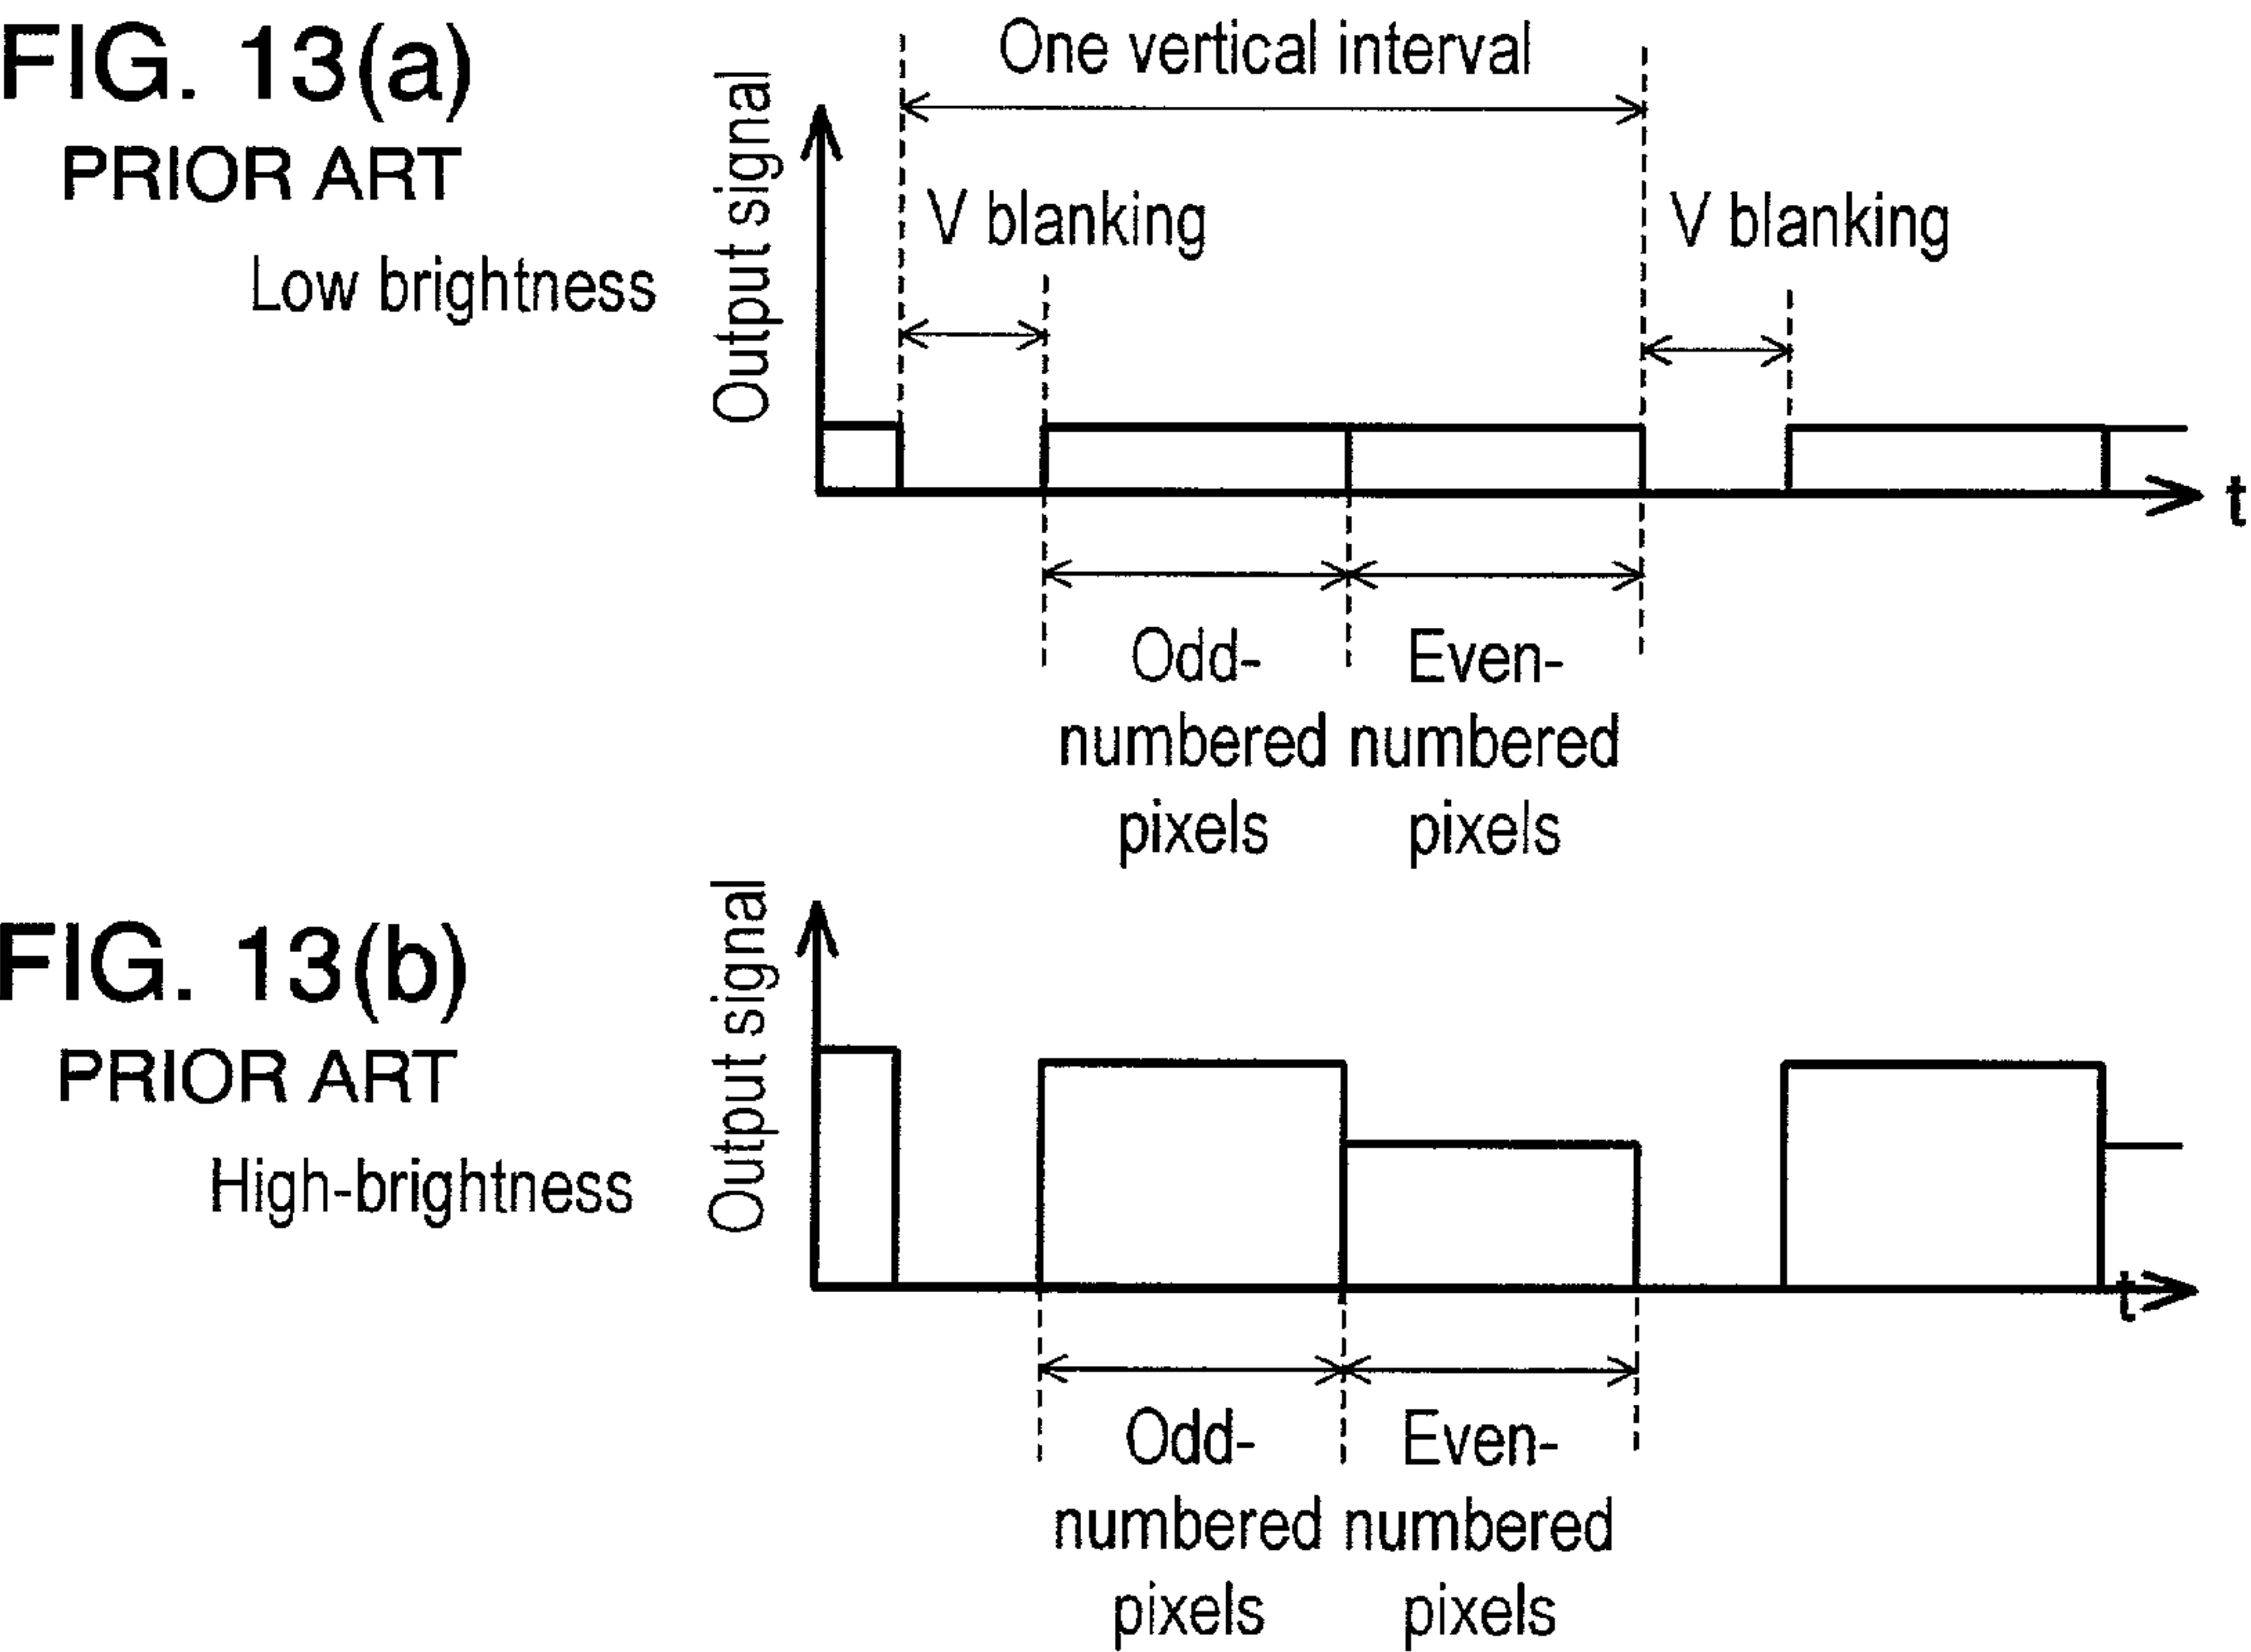 FIG. 13(a)
PRIOR ART
Low brightness
Output signal
One vertical interval
V blanking
V blanking
t
Odd-
numbered
pixels
Even-
numbered
pixels
FIG. 13(b)
PRIOR ART
High-brightness
Output signal
t
Odd-
numbered
pixels
Even-
numbered
pixels